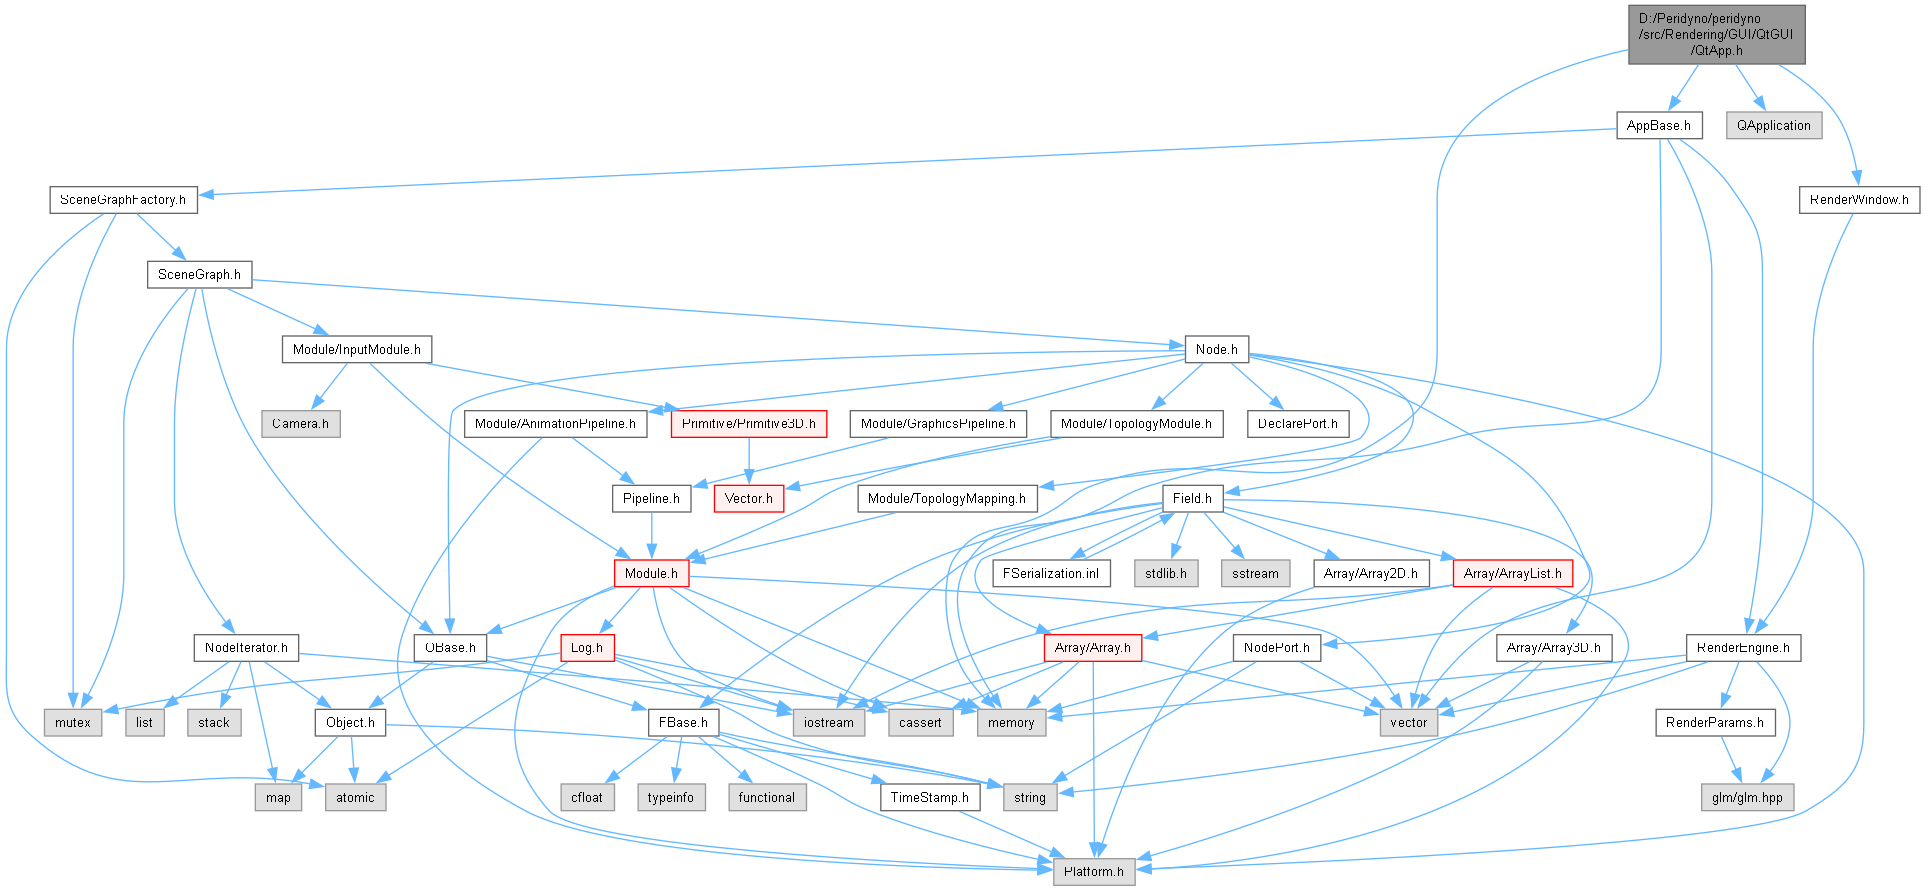 D:/Peridyno/peridyno
/src/Rendering/GUI/QtGUI
/QtApp.h
AppBase.h
QApplication
SceneGraphFactory.h
RenderWindow.h
SceneGraph.h
Module/InputModule.h
Node.h
Camera.h
Module/AnimationPipeline.h
Primitive/Primitive3D.h
Module/GraphicsPipeline.h
Module/TopologyModule.h
DeclarePort.h
Pipeline.h
Vector.h
Module/TopologyMapping.h
Field.h
Module.h
FSerialization.inl
stdlib.h
sstream
Array/Array2D.h
Array/ArrayList.h
NodeIterator.h
OBase.h
Log.h
Array/Array.h
NodePort.h
Array/Array3D.h
RenderEngine.h
mutex
list
stack
Object.h
FBase.h
iostream
cassert
memory
vector
RenderParams.h
map
atomic
cfloat
typeinfo
functional
TimeStamp.h
string
glm/glm.hpp
Platform.h